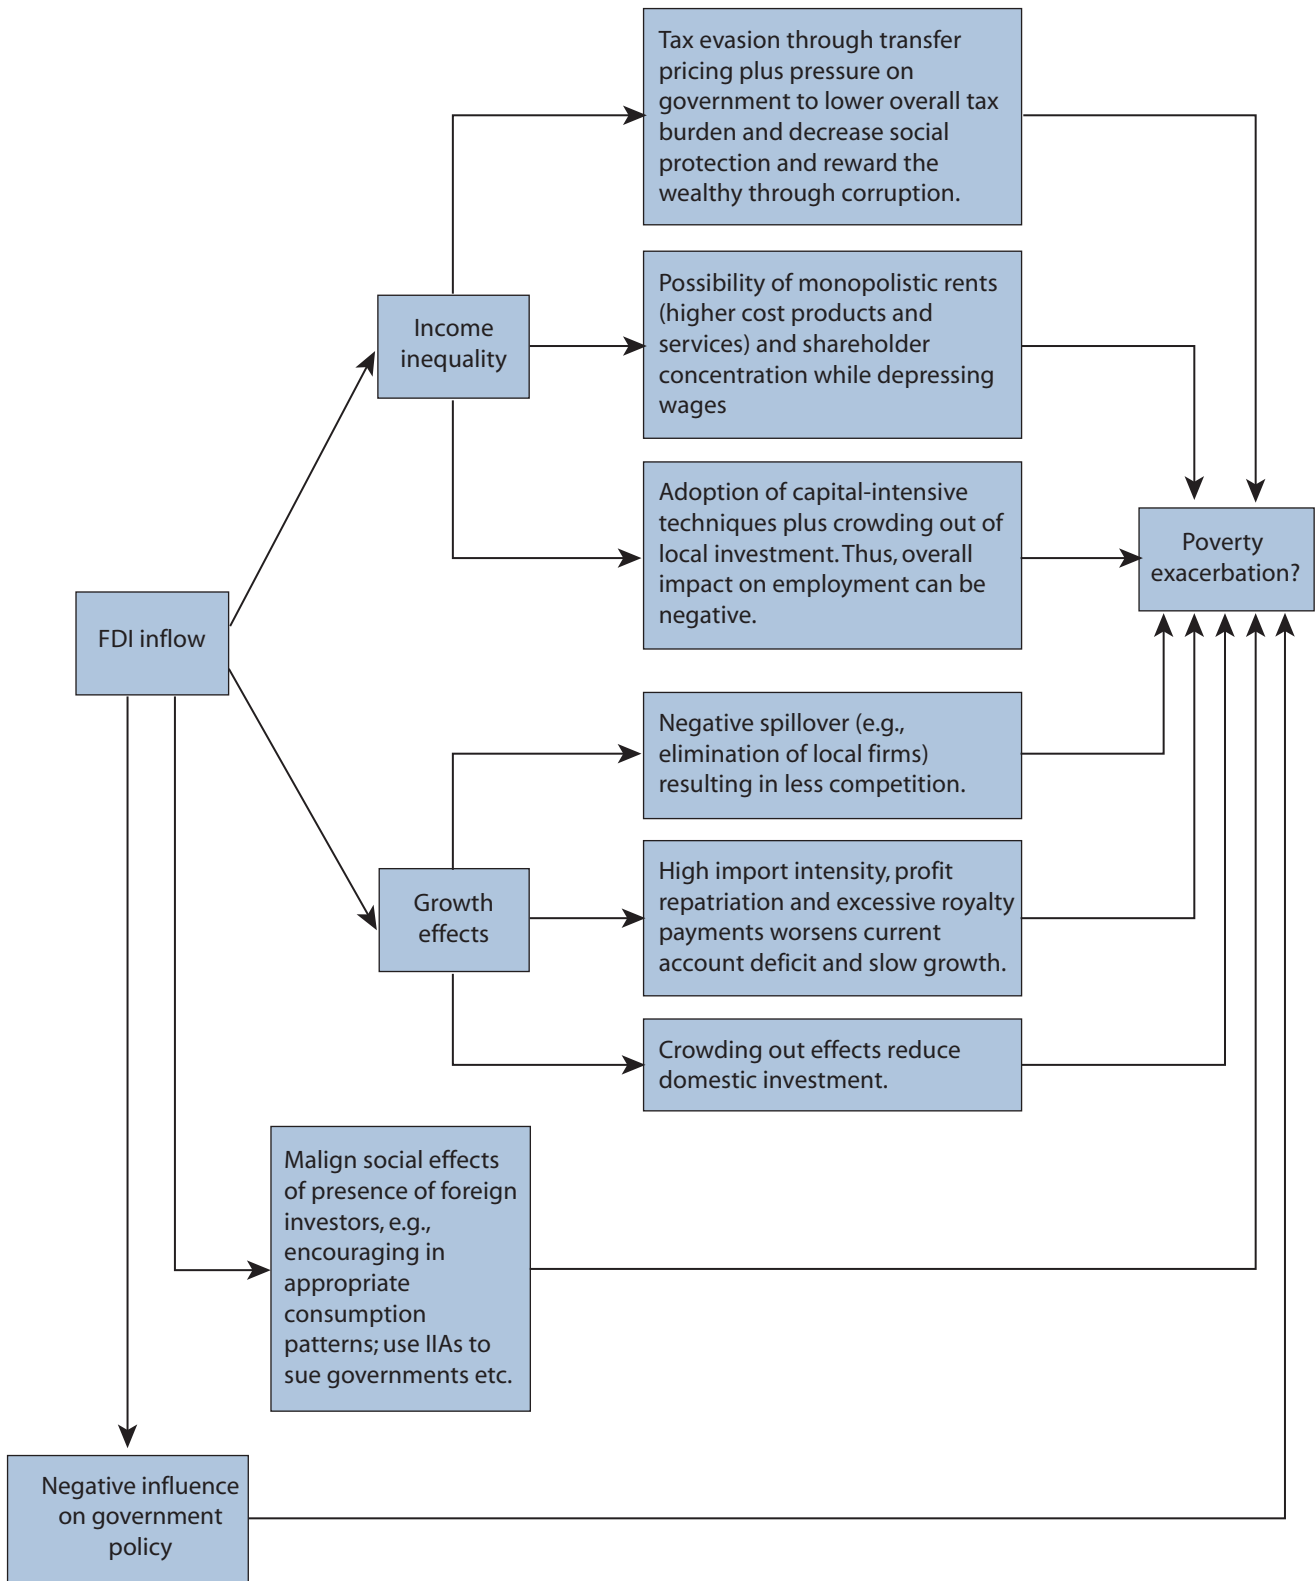 Tax evasion through transfer
pricing plus pressure on
government to lower overall tax
burden and decrease social
protection and reward the
wealthy through corruption.
Possibility of monopolistic rents
(higher cost products and
services) and shareholder
concentration while depressing
wages
Income
inequality
Adoption of capital-intensive
techniques plus crowding out of
local investment. Thus, overall
impact on employment can be
negative.
Poverty
exacerbation?
FDI inflow
Negative spillover (e.g.,
elimination of local firms)
resulting in less competition.
High import intensity, profit
repatriation and excessive royalty
payments worsens current
account deficit and slow growth.
Growth
effects
Crowding out effects reduce
domestic investment.
Malign social effects
of presence of foreign
investors, e.g.,
encouraging in
appropriate
consumption
patterns; use IIAs to
sue governments etc.
Negative influence
on government
policy